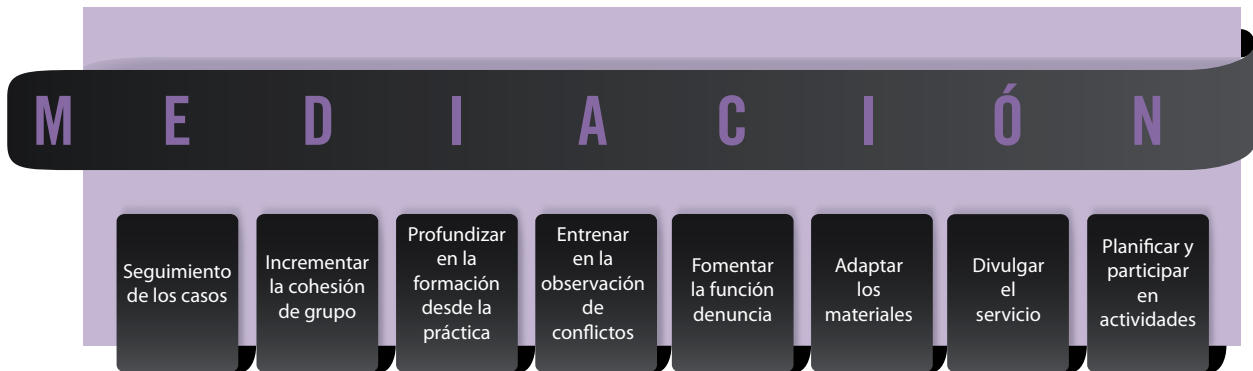 MEDIACIÓN
Seguimiento
de los casos
Incrementar
la cohesión
de grupo
Profundizar
en la
formación
desde la
práctica
Entrenar
en la
observación
de
conflictos
Fomentar
la función
denuncia
Adaptar
los
materiales
Divulgar
el
servicio
Planificar y
participar
en
actividades